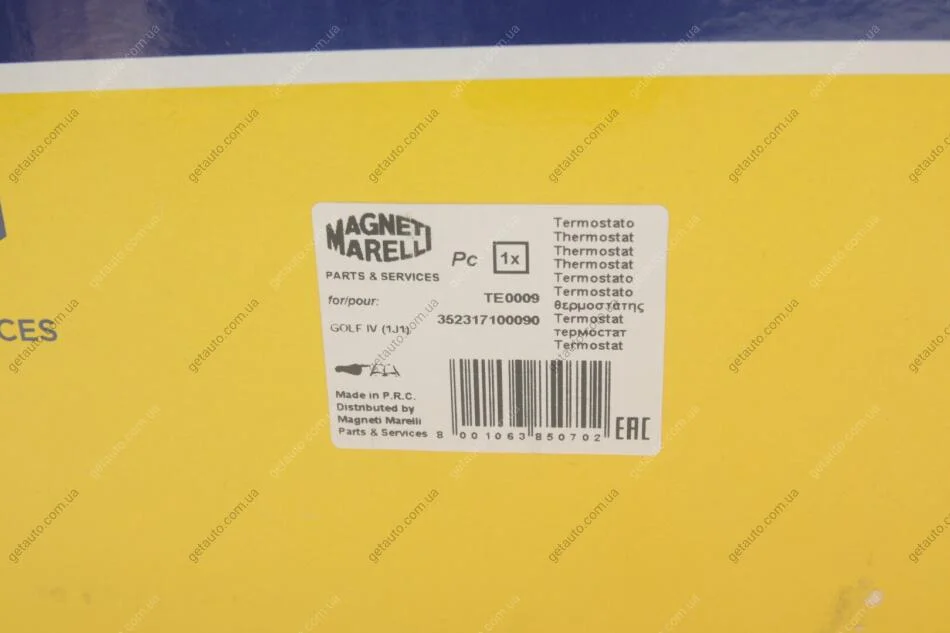 MAGNETI
MARELLI
PARTS & SERVICES
Pc 1x
for/pour:
TE0009
GOLF IV (1J1)
352317100090
Termostato
Thermostat
Thermostat
Thermostat
Termostato
Termostato
θερμοστάτης
Termostat
термостат
Termostat
Made in P.R.C.
Distributed by
Magneti Marelli
Parts & Services
8 001063 850702
EAC
CES
getauto.com.ua